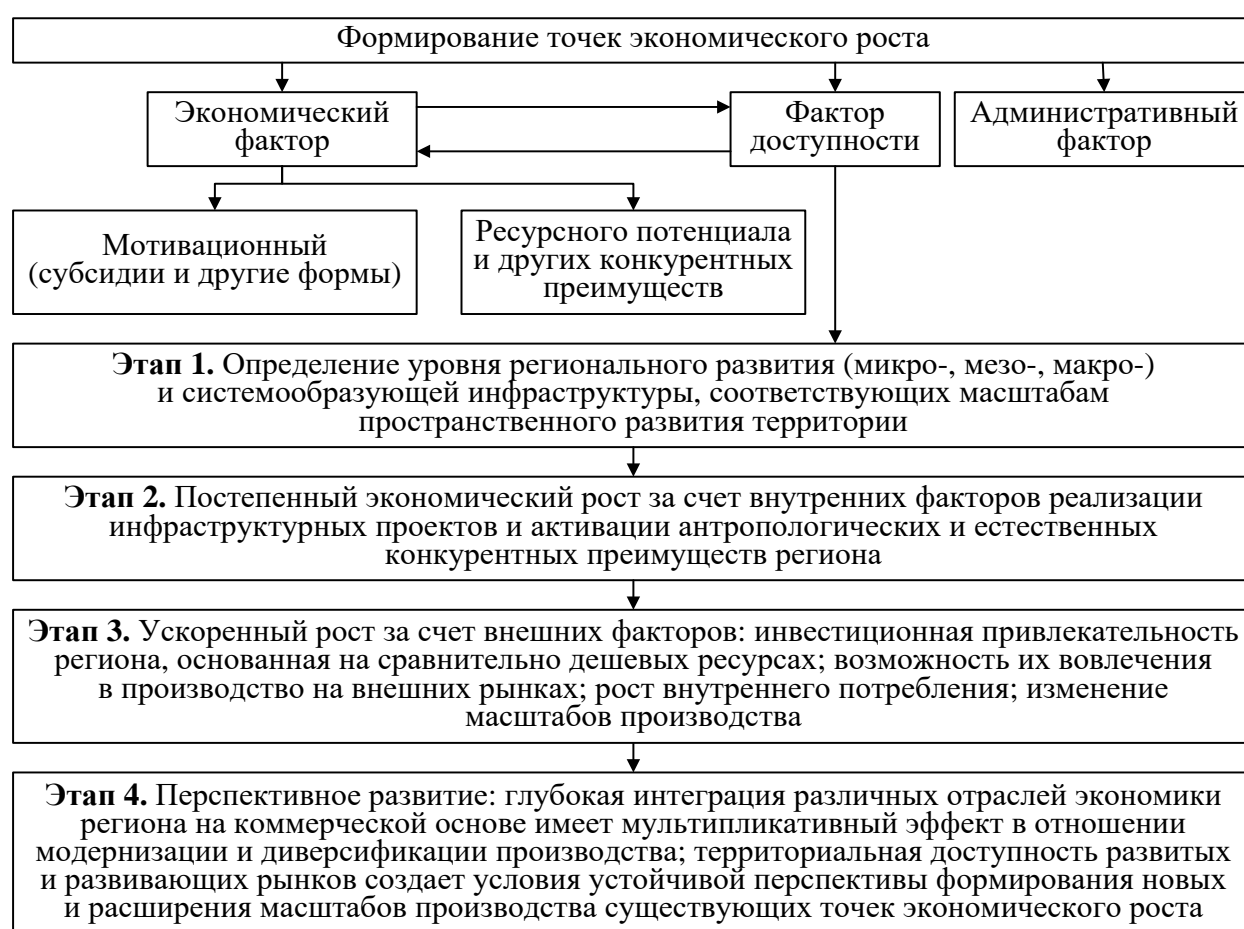 Формирование точек экономического роста
Экономический
фактор
Фактор
доступности
Административный
фактор
Мотивационный
(субсидии и другие формы)
Ресурсного потенциала
и других конкурентных
преимуществ
Этап 1. Определение уровня регионального развития (микро-, мезо-, макро-)
и системообразующей инфраструктуры, соответствующих масштабам
пространственного развития территории
Этап 2. Постепенный экономический рост за счет внутренних факторов реализации
инфраструктурных проектов и активации антропологических и естественных
конкурентных преимуществ региона
Этап 3. Ускоренный рост за счет внешних факторов: инвестиционная привлекательность
региона, основанная на сравнительно дешевых ресурсах; возможность их вовлечения
в производство на внешних рынках; рост внутреннего потребления; изменение
масштабов производства
Этап 4. Перспективное развитие: глубокая интеграция различных отраслей экономики
региона на коммерческой основе имеет мультипликативный эффект в отношении
модернизации и диверсификации производства; территориальная доступность развитых
и развивающих рынков создает условия устойчивой перспективы формирования новых
и расширения масштабов производства существующих точек экономического роста